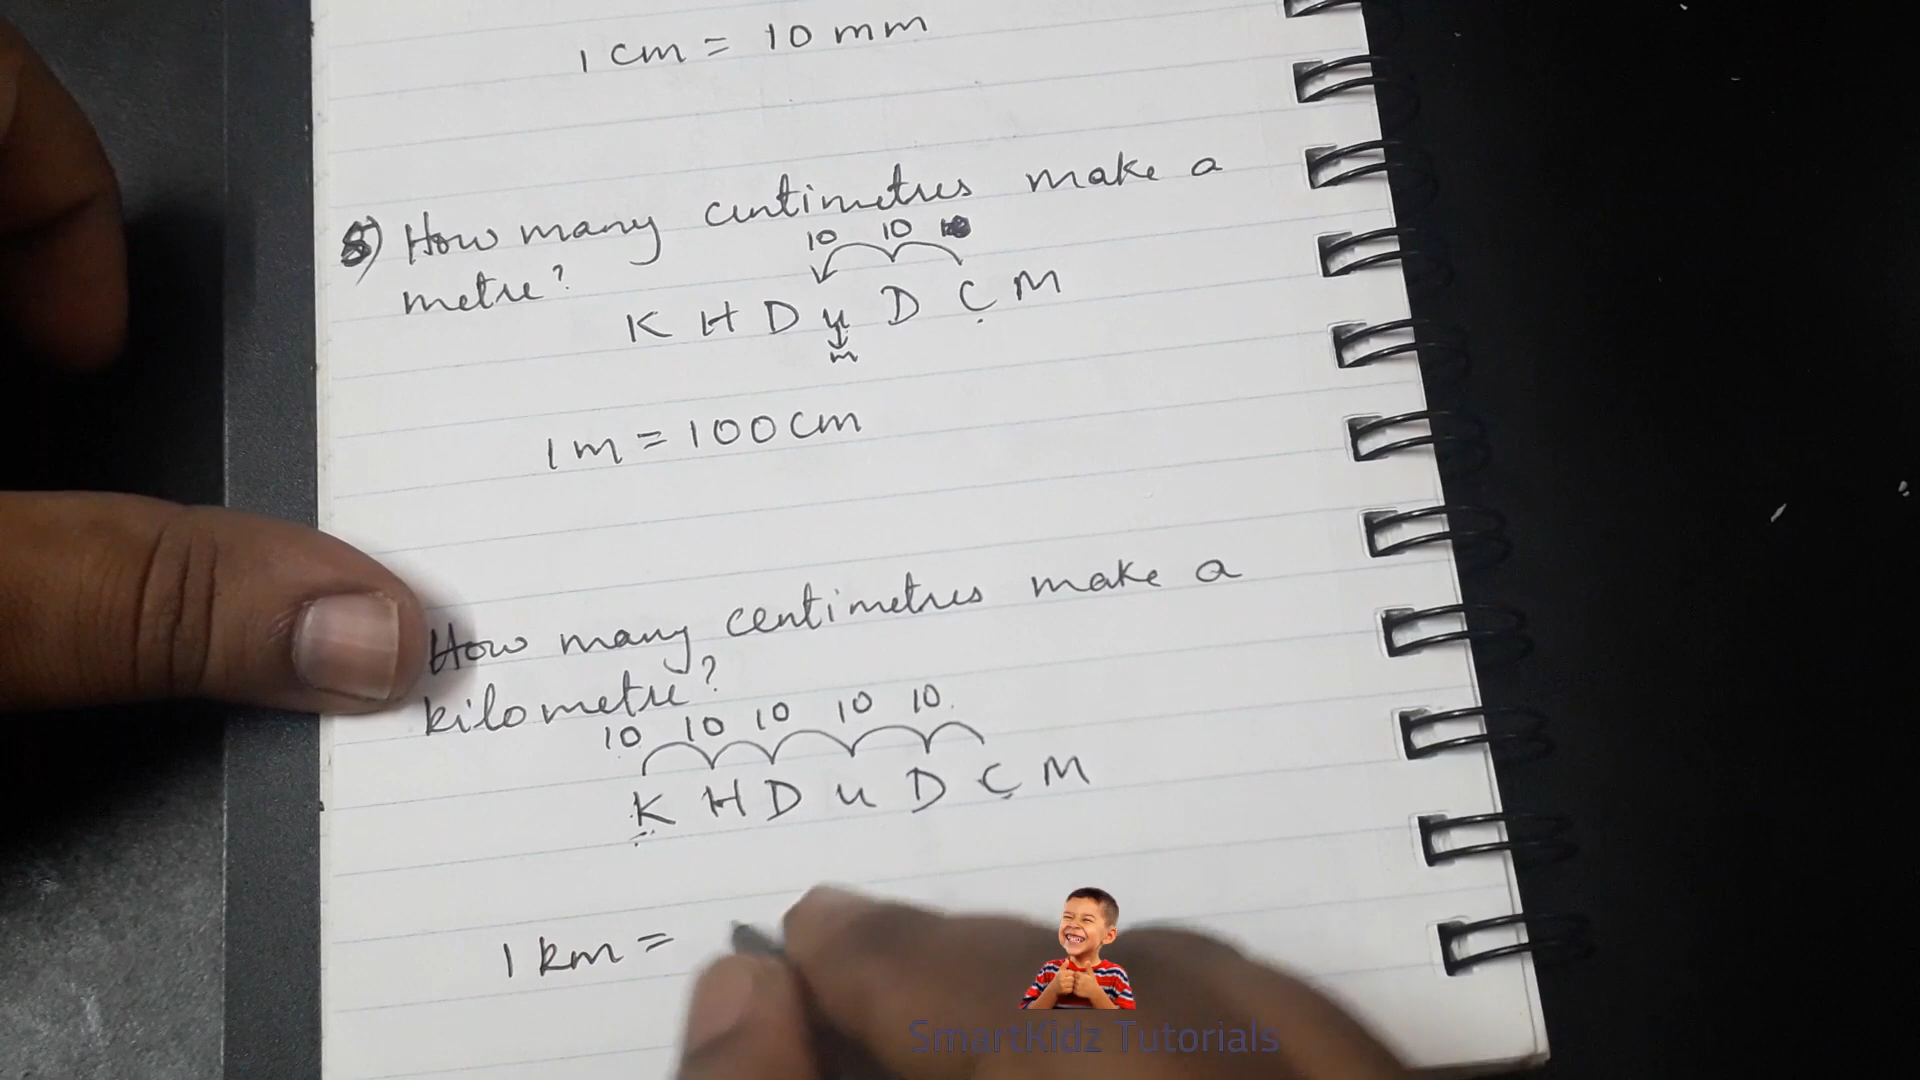 1 cm = 10 mm
5) How many centimetres make a
metre?
10 10
K H D u D C M
m
1 m = 100 cm
How many centimetres make a
kilometre?
10 10 10 10 10
K H D u D C M
1 km =
SmartKidz Tutorials